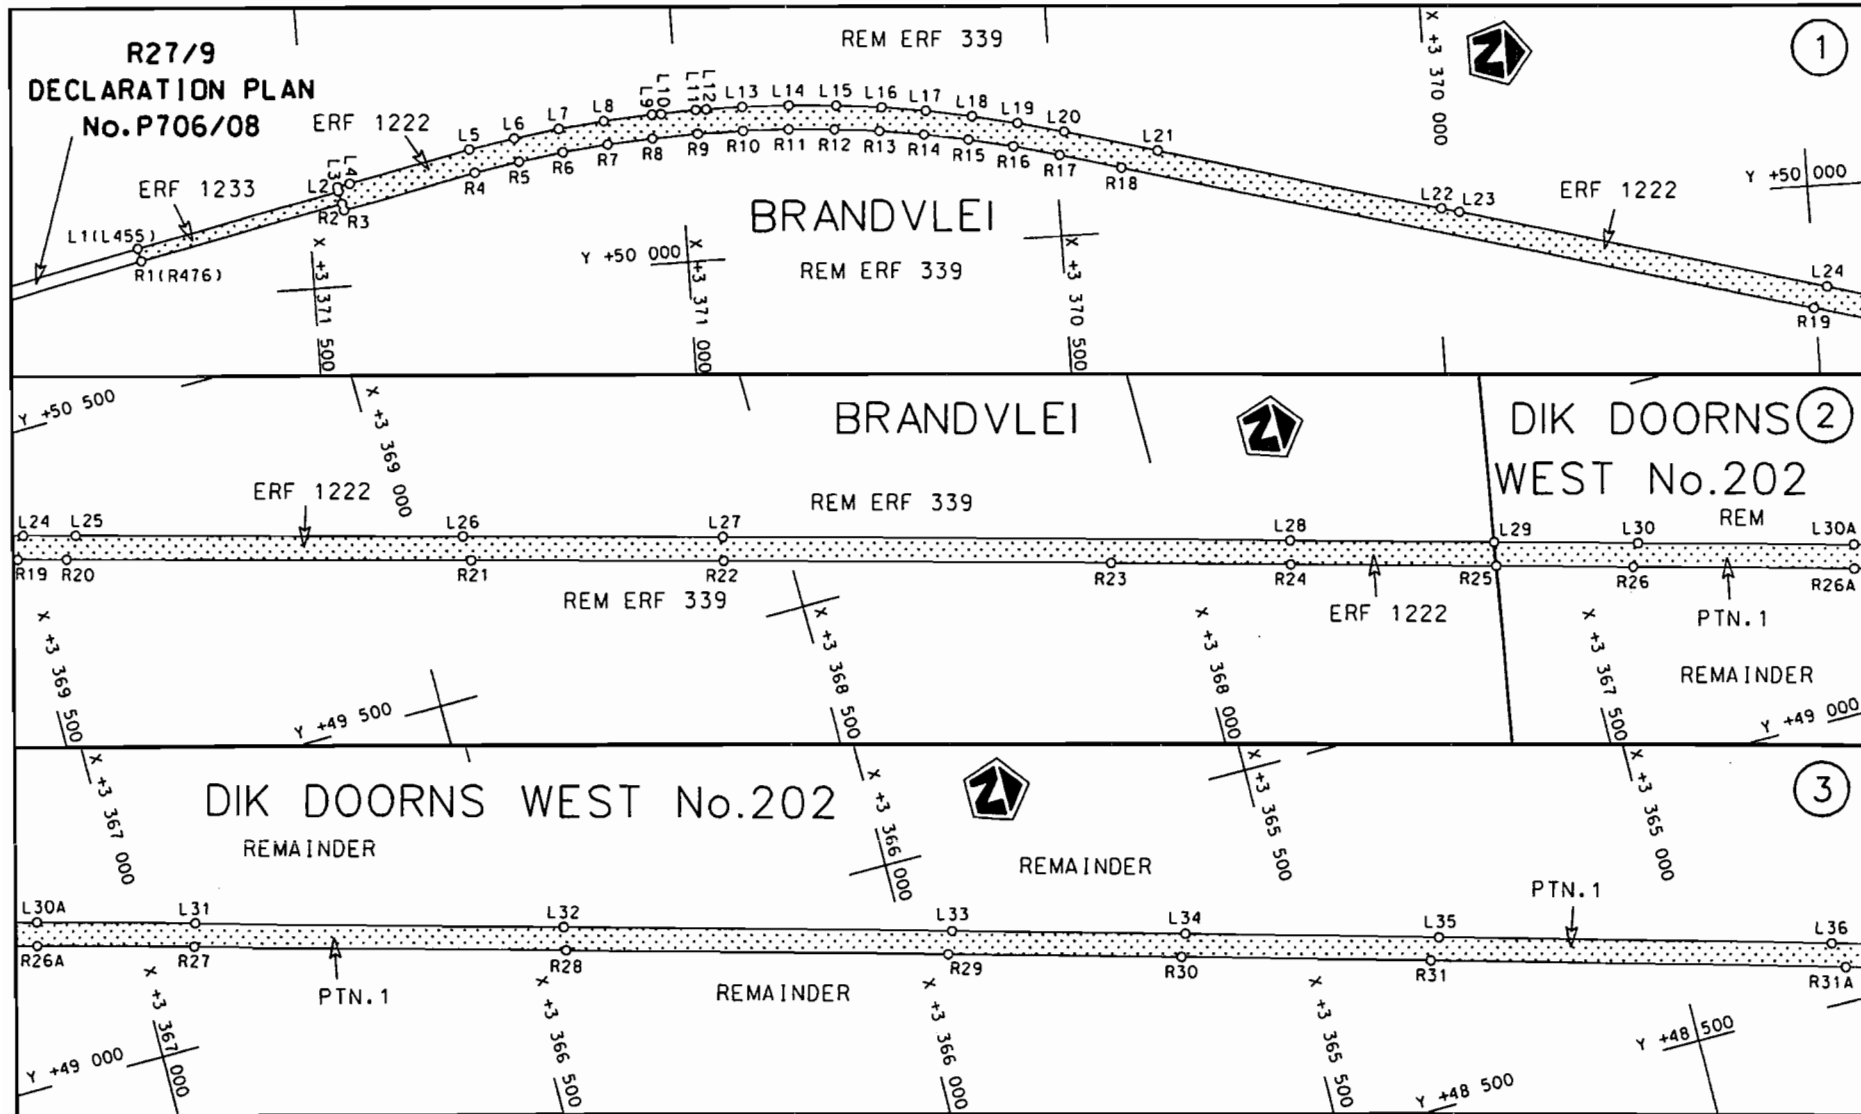 R27/9
DECLARATION PLAN
No.P706/08
REM ERF 339
X +3 370 000
1
ERF 1222
ERF 1233
L1(L455)
L2
L3
L4
L5
L6
L7
L8
L9
L10
L11
L12
L13
L14
L15
L16
L17
L18
L19
L20
L21
L22
L23
L24
R1(R476)
R2
R3
R4
R5
R6
R7
R8
R9
R10
R11
R12
R13
R14
R15
R16
R17
R18
R19
BRANDVLEI
REM ERF 339
Y +50 000
Y +50 000
ERF 1222
X +3 371 500
X +3 371 000
X +3 370 500
Y +50 500
X +3 369 000
BRANDVLEI
DIK DOORNS
WEST No.202
2
REM
ERF 1222
REM ERF 339
L24
L25
L26
L27
L28
L29
L30
L30A
R19
R20
R21
R22
R23
R24
R25
R26
R26A
REM ERF 339
ERF 1222
PTN.1
REMAINDER
X +3 369 500
Y +49 500
X +3 368 500
X +3 368 000
X +3 367 500
Y +49 000
X +3 367 000
DIK DOORNS WEST No.202
REMAINDER
X +3 366 000
REMAINDER
X +3 365 500
X +3 365 000
3
PTN.1
L30A
L31
L32
L33
L34
L35
L36
R26A
R27
R28
R29
R30
R31
R31A
PTN.1
REMAINDER
Y +49 000
X +3 367 000
X +3 366 500
X +3 366 000
X +3 365 500
Y +48 500
Y +48 500